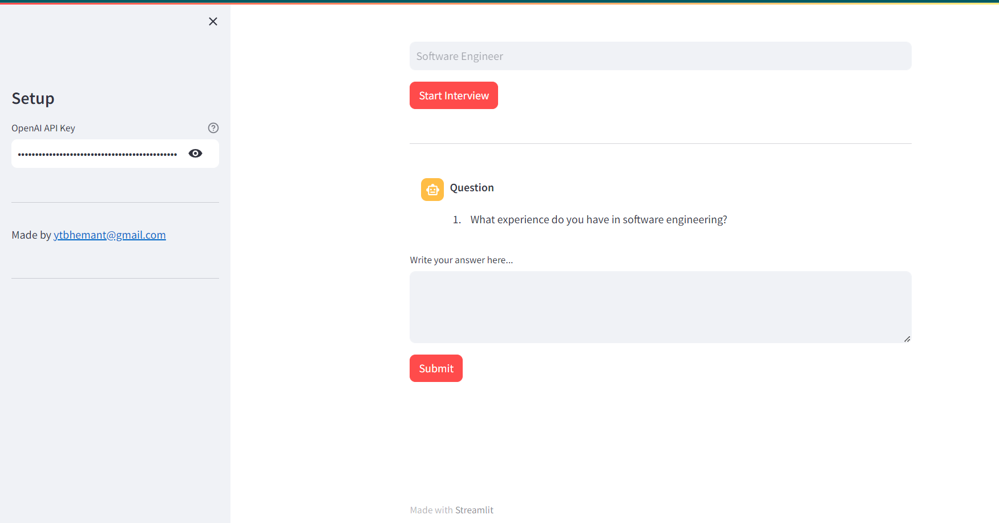 Setup
OpenAI API Key
Made by ytbhemant@gmail.com
Software Engineer
Start Interview
Question
1. What experience do you have in software engineering?
Write your answer here...
Submit
Made with Streamlit